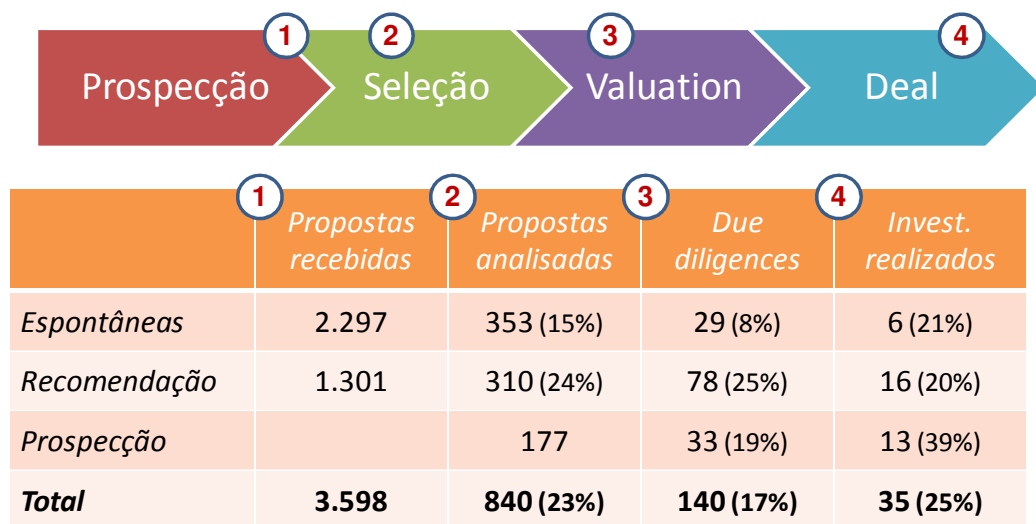 1 2 3 4
Prospecção Seleção Valuation Deal
1 2 3 4
Propostas Propostas Due Invest.
recebidas analisadas diligences realizados
Espontâneas 2.297 353 (15%) 29 (8%) 6 (21%)
Recomendação 1.301 310 (24%) 78 (25%) 16 (20%)
Prospecção 177 33 (19%) 13 (39%)
Total 3.598 840 (23%) 140 (17%) 35 (25%)